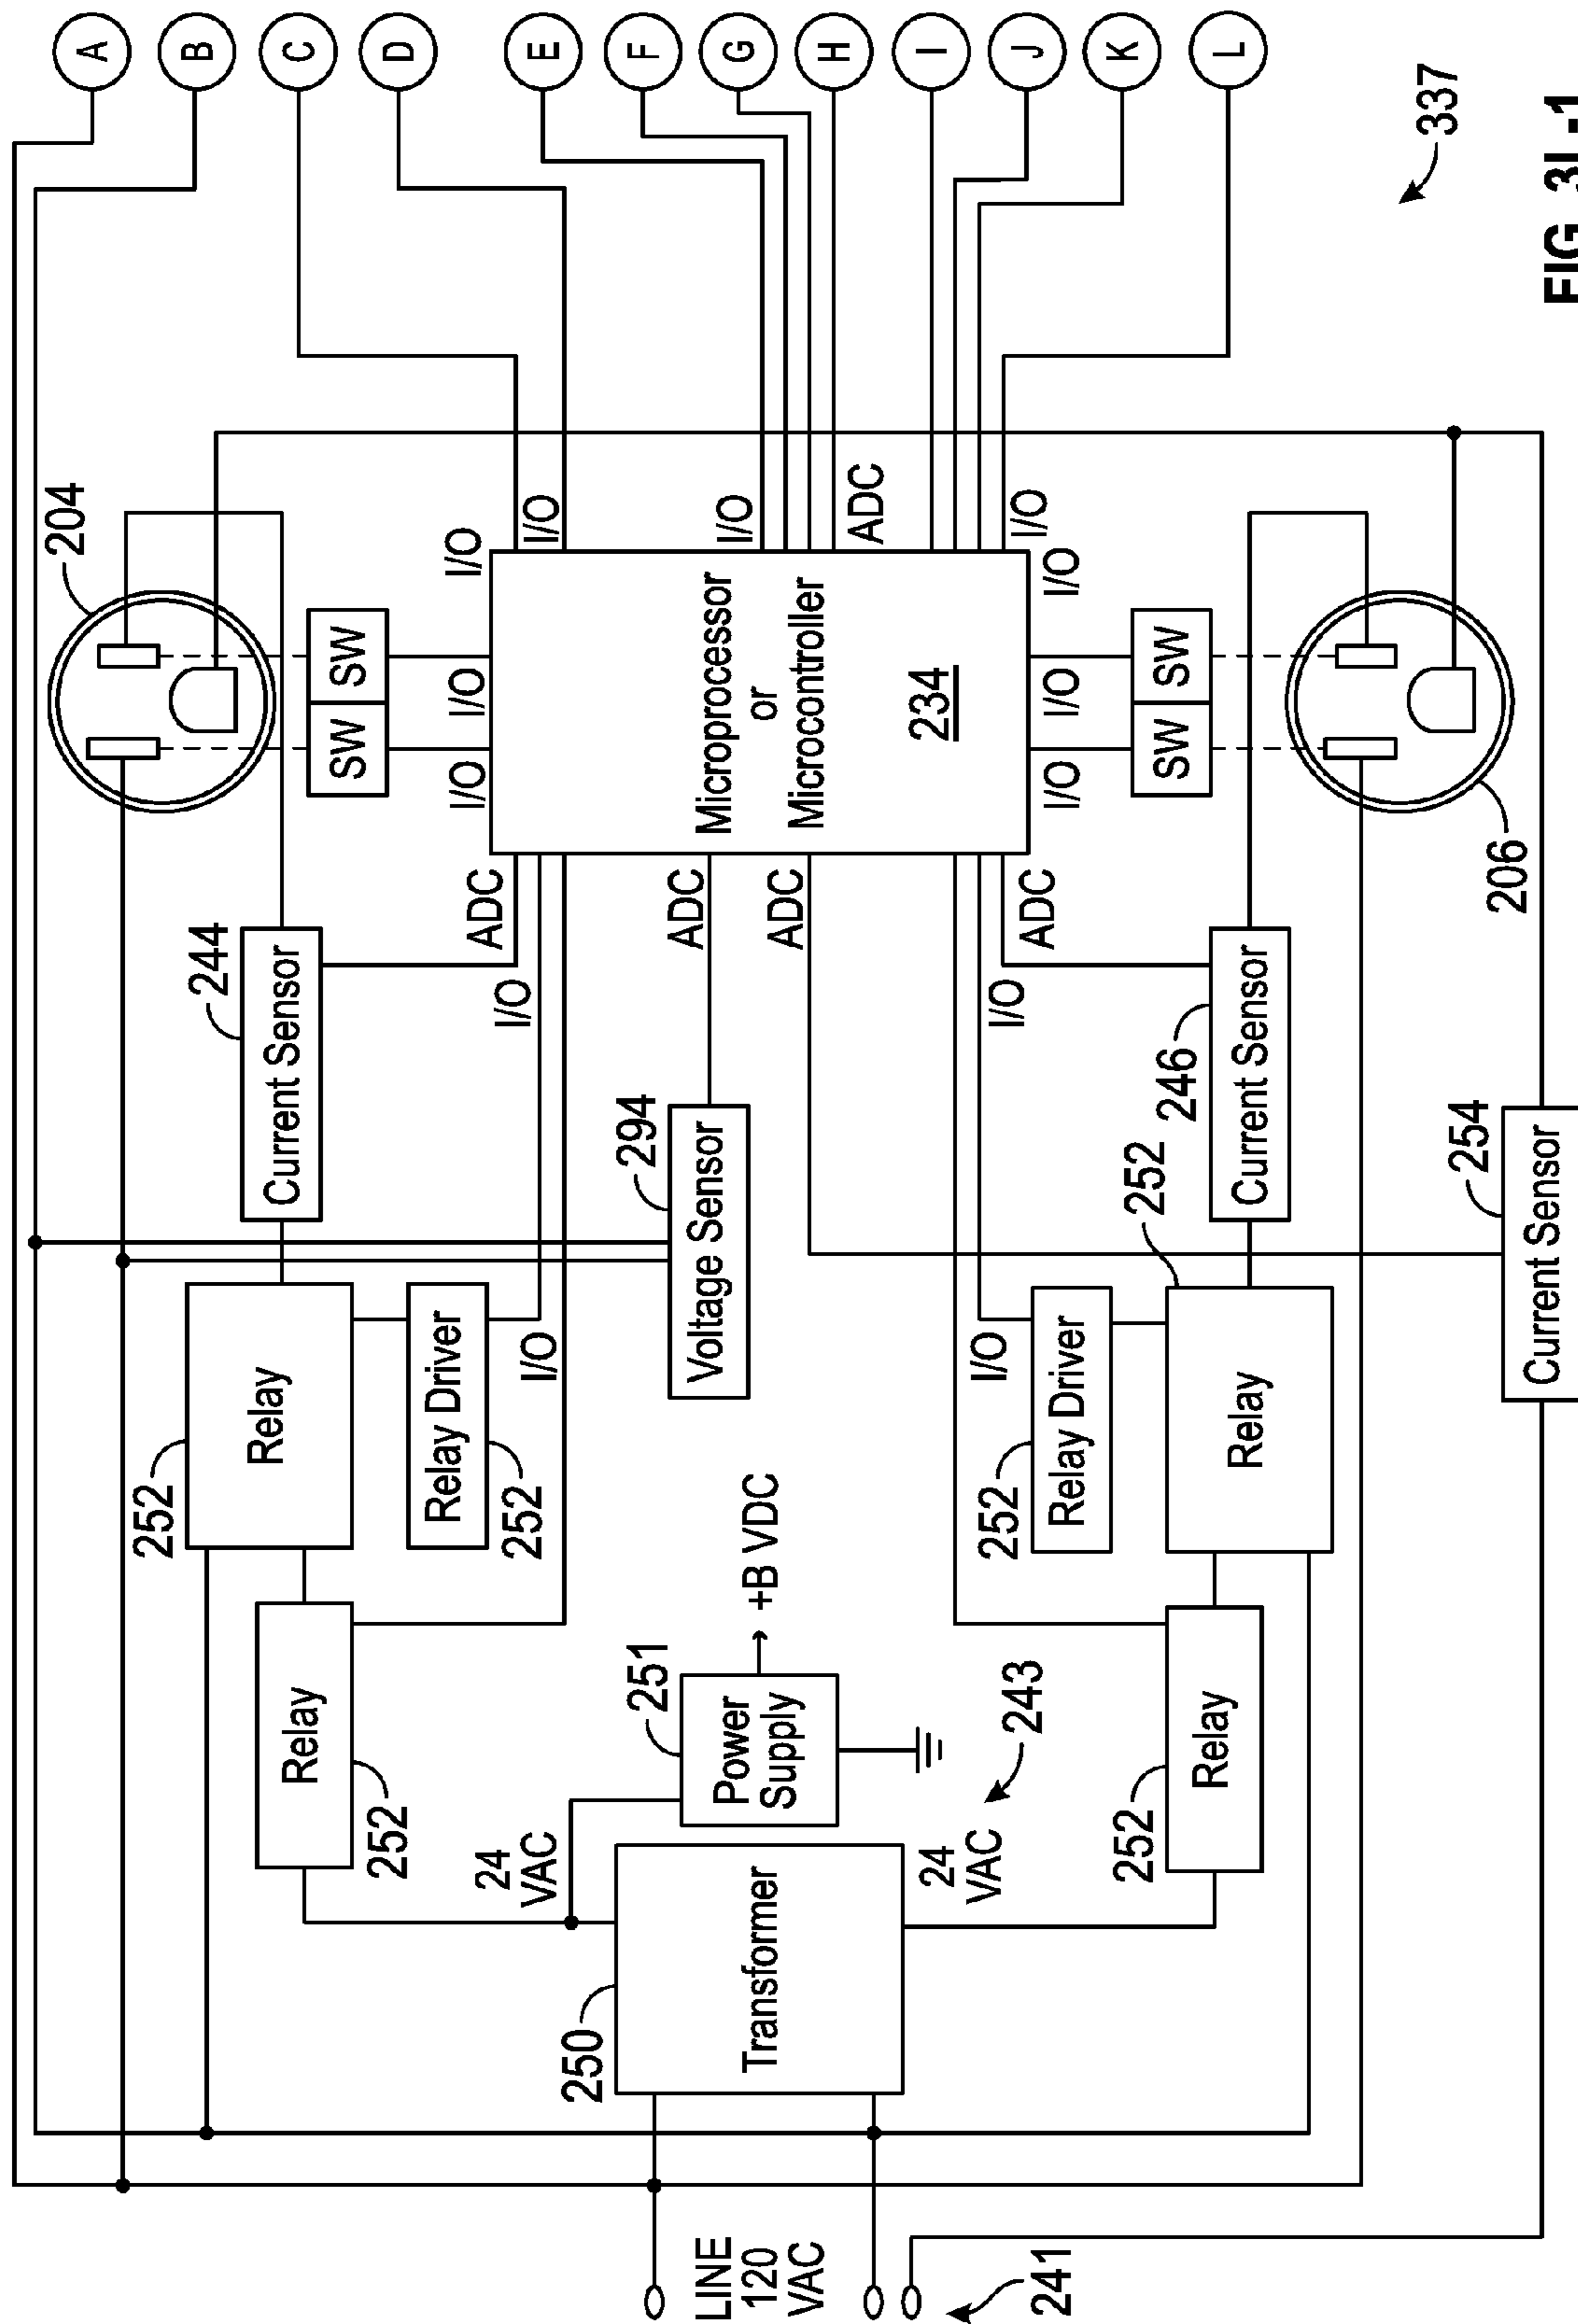 A
B
C
D
E
F
G
H
I
J
K
L
337
FIG. 3L-1
204
I/O
I/O
I/O
ADC
I/O
I/O
SW
SW
I/O
I/O
Microprocessor
or
Microcontroller
234
I/O
I/O
SW
SW
206
244
Current Sensor
ADC
I/O
I/O
ADC
ADC
294
Voltage Sensor
ADC
I/O
I/O
246
Current Sensor
254
Current Sensor
252
Relay
Relay Driver
252
252
Relay Driver
252
Relay
Relay
252
251
Power
Supply
+B VDC
243
Relay
252
24
VAC
24
VAC
250
Transformer
LINE
120
VAC
241